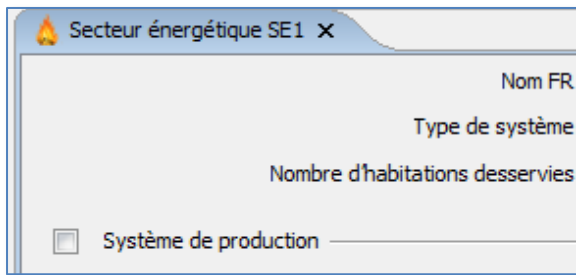 Secteur énergétique SE1
Nom FR
Type de système
Nombre d'habitations desservies
Système de production